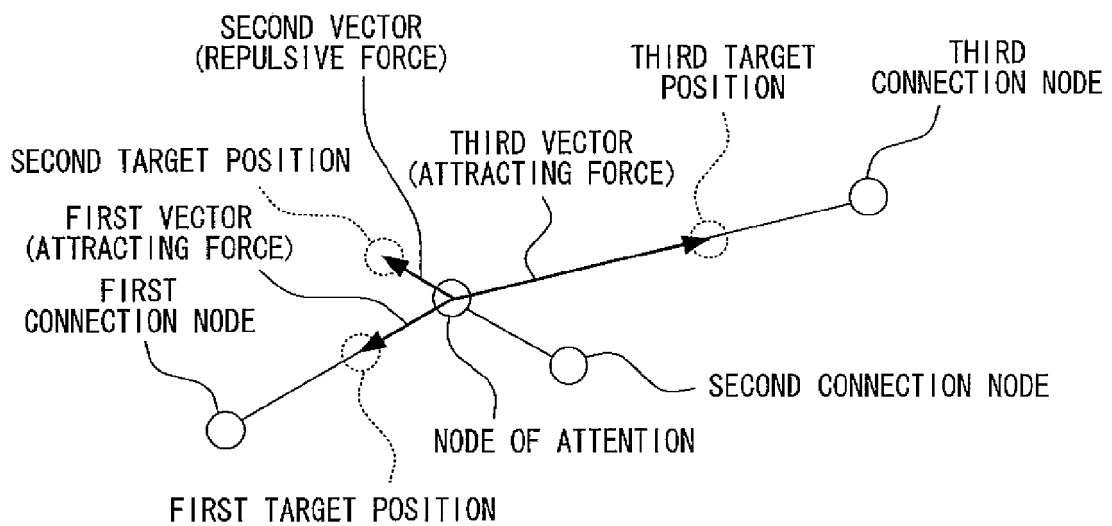 SECOND VECTOR
(REPULSIVE FORCE)
THIRD TARGET
POSITION
THIRD
CONNECTION NODE
SECOND TARGET POSITION
THIRD VECTOR
(ATTRACTING FORCE)
FIRST VECTOR
(ATTRACTING FORCE)
FIRST
CONNECTION NODE
SECOND CONNECTION NODE
NODE OF ATTENTION
FIRST TARGET POSITION